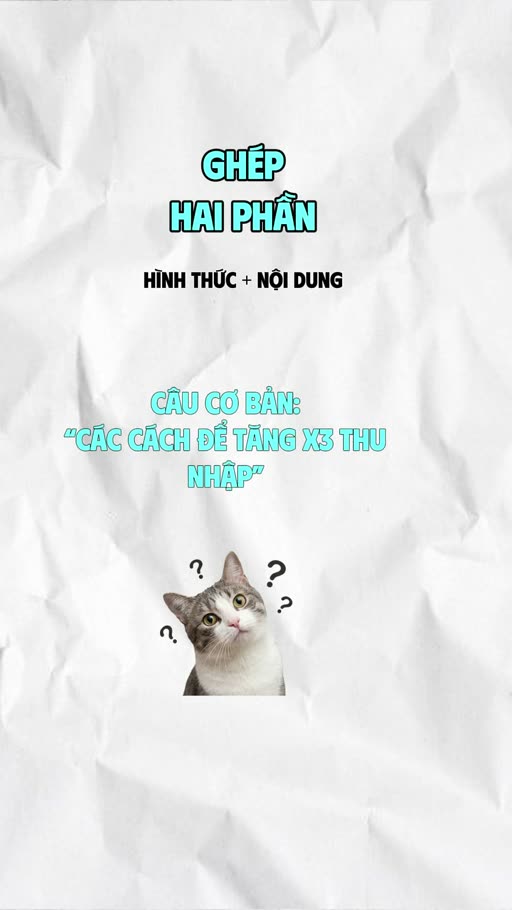 GHÉP
HAI PHẦN
HÌNH THỨC + NỘI DUNG
CÂU CƠ BẢN:
“CÁC CÁCH ĐỂ TĂNG X3 THU
NHẬP”
? ?
? ?